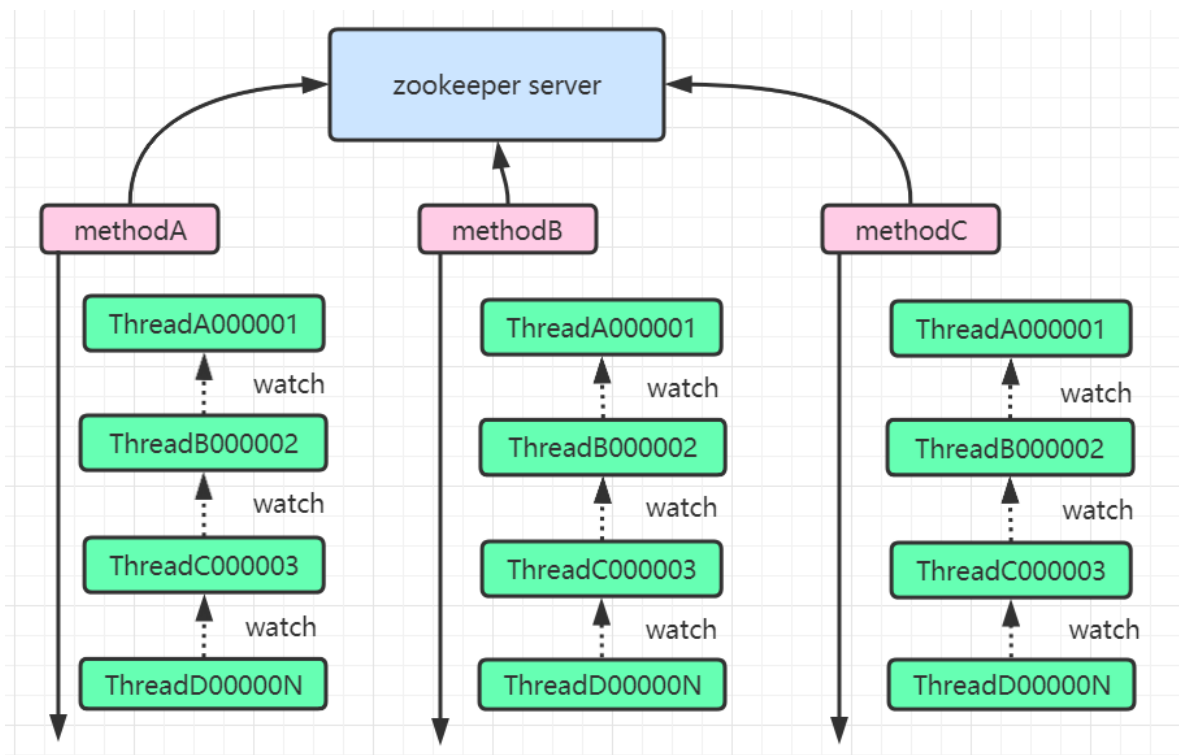 zookeeper server
methodA
methodB
methodC
ThreadA000001
watch
ThreadB000002
watch
ThreadC000003
watch
ThreadD00000N
ThreadA000001
watch
ThreadB000002
watch
ThreadC000003
watch
ThreadD00000N
ThreadA000001
watch
ThreadB000002
watch
ThreadC000003
watch
ThreadD00000N